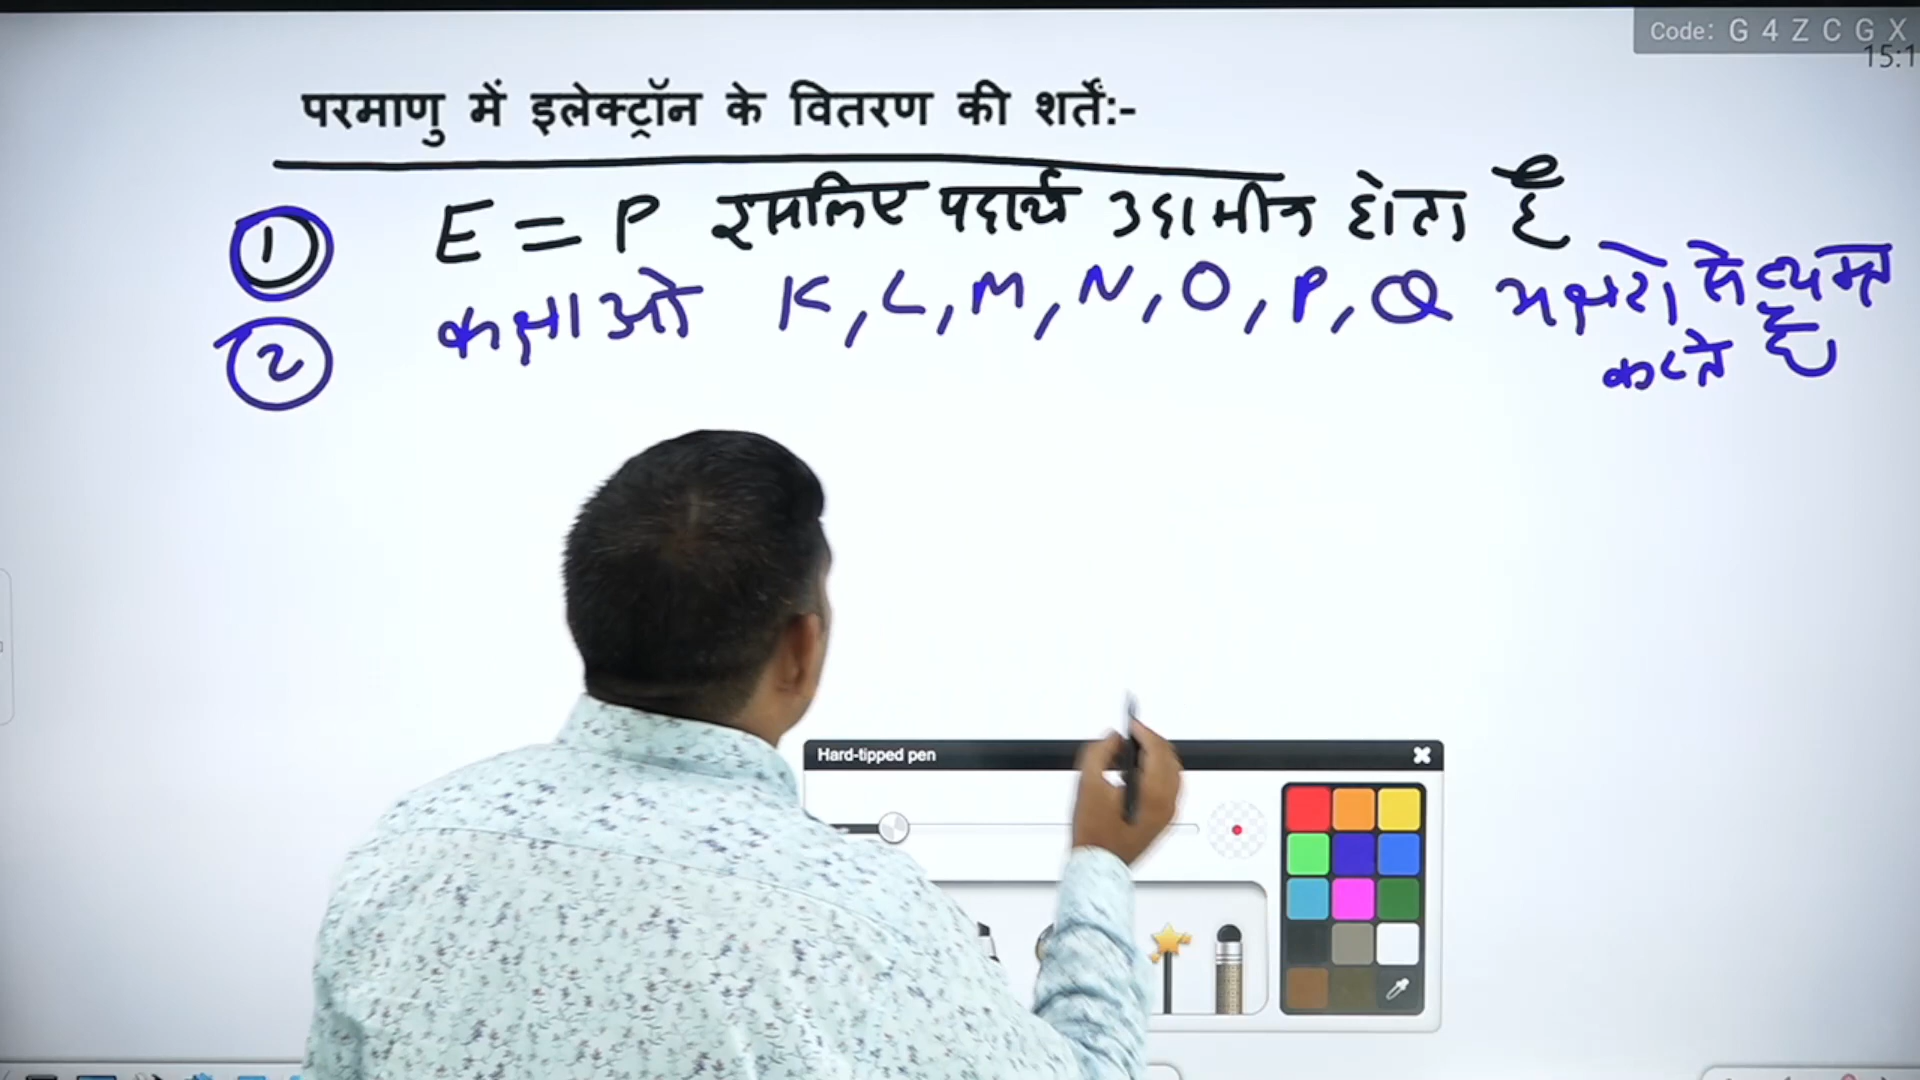 Code: G 4 Z C G X
15:1
परमाणु में इलेक्ट्रॉन के वितरण की शर्तें:-
1 E = P इसलिए पदार्थ उदासीन होता है
2 कक्षाओ K, L, M, N, O, P, Q अक्षरो से व्यक्त
करते हैं
Hard-tipped pen